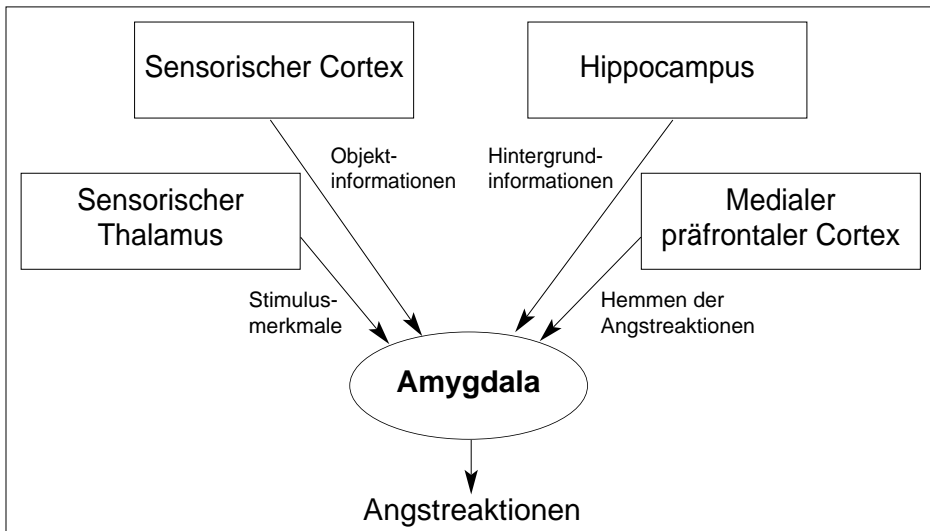 Sensorischer Cortex
Hippocampus
Objekt-
informationen
Hintergrund-
informationen
Sensorischer
Thalamus
Medialer
präfrontaler Cortex
Stimulus-
merkmale
Hemmen der
Angstreaktionen
Amygdala
Angstreaktionen